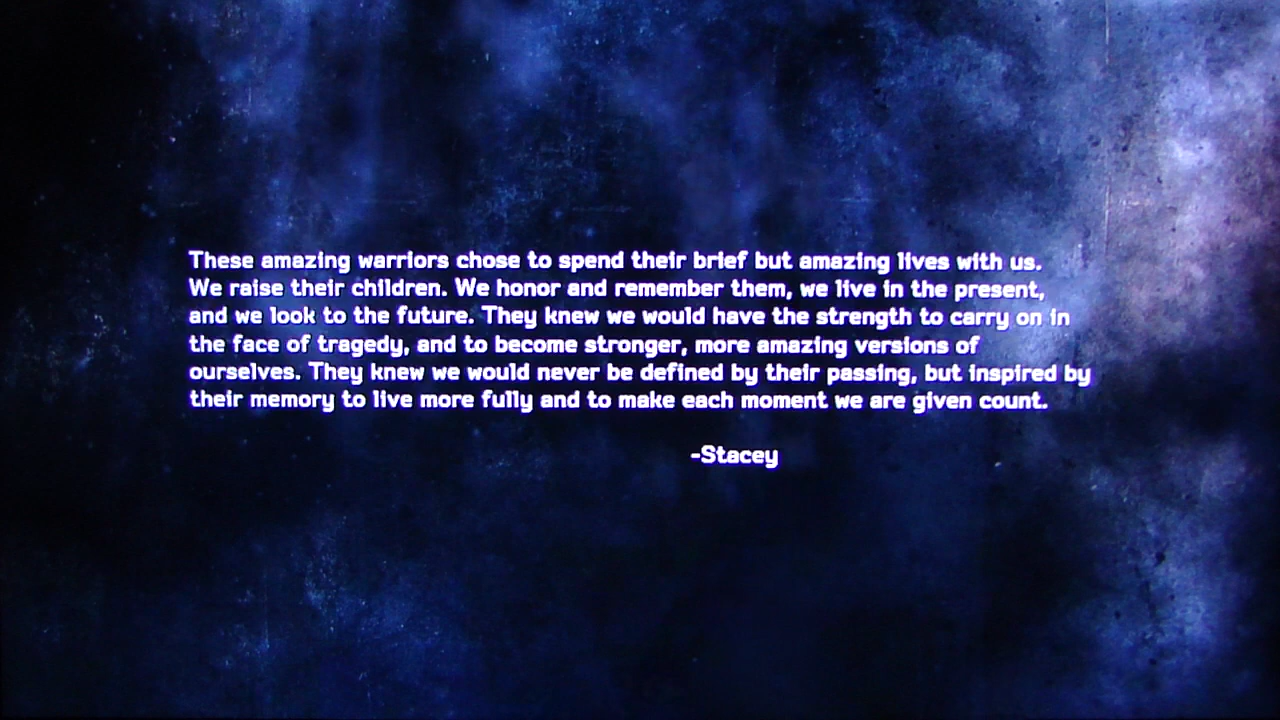 These amazing warriors chose to spend their brief but amazing lives with us.
We raise their children. We honor and remember them, we live in the present,
and we look to the future. They knew we would have the strength to carry on in
the face of tragedy, and to become stronger, more amazing versions of
ourselves. They knew we would never be defined by their passing, but inspired by
their memory to live more fully and to make each moment we are given count.
-Stacey